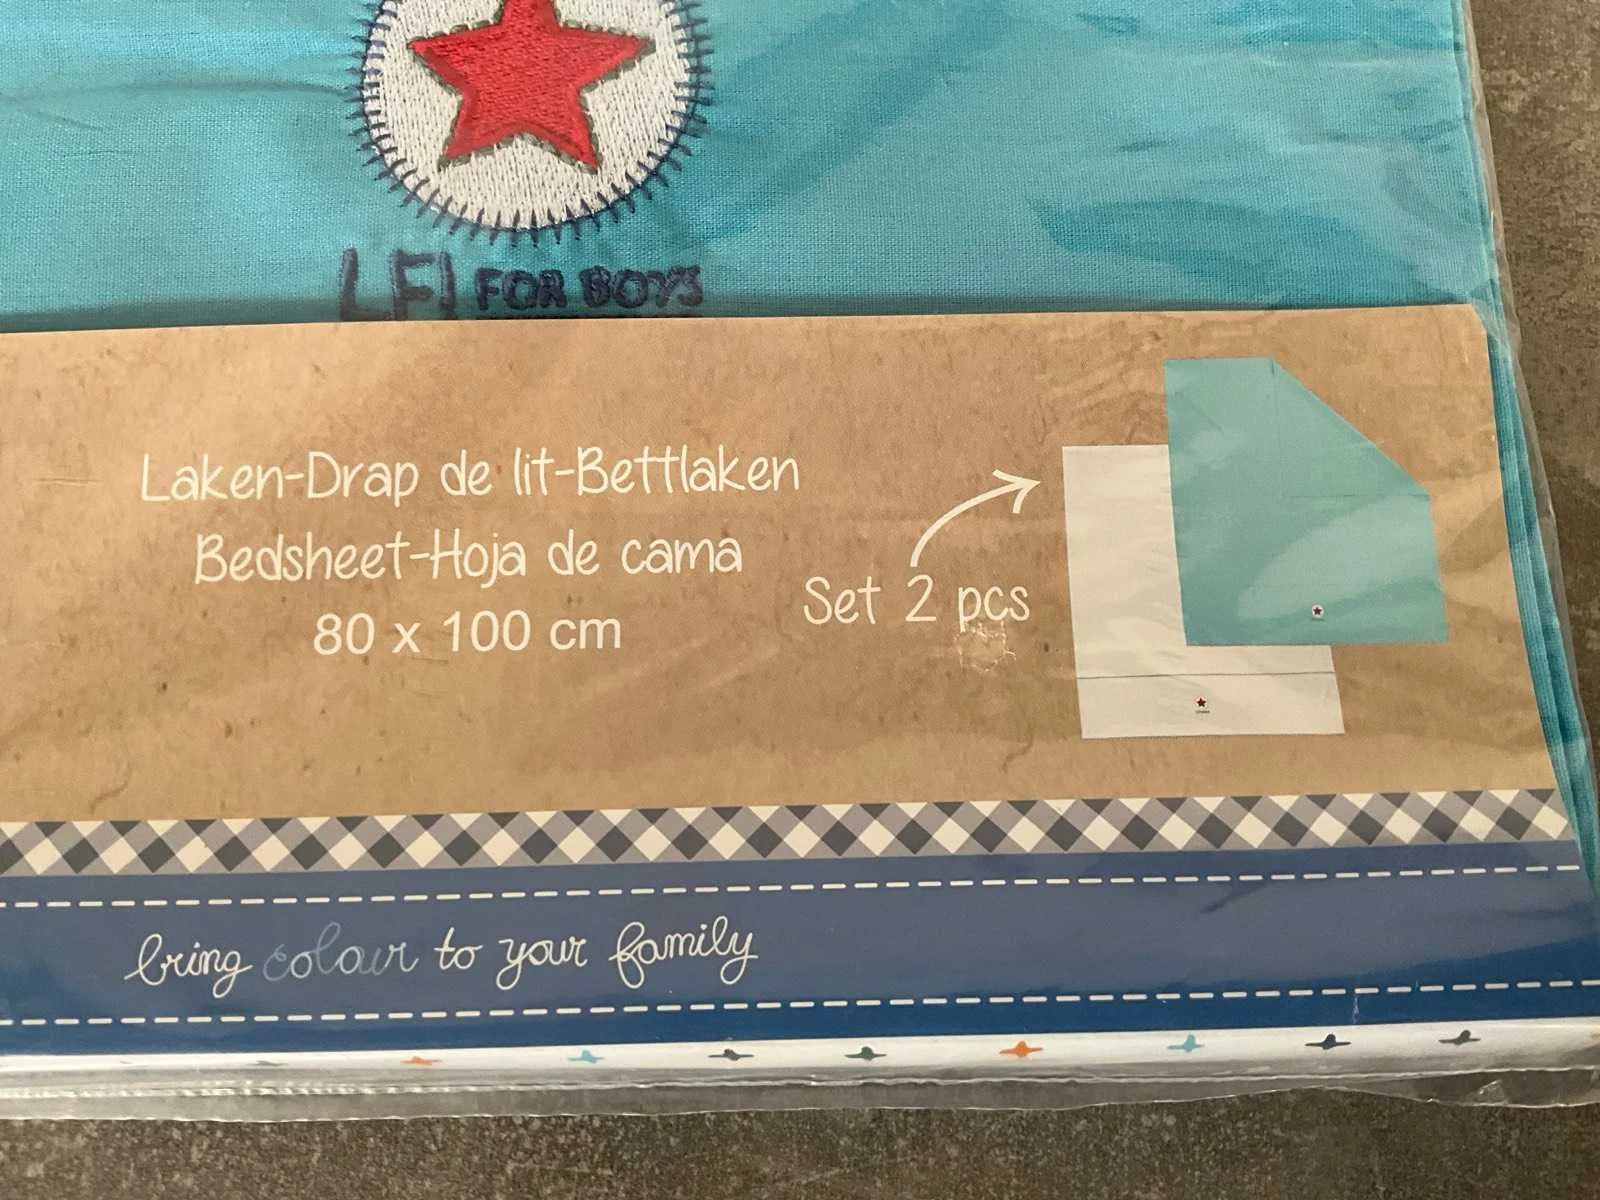 LFI FOR BOYS
Laken-Drap de lit-Bettlaken
Bedsheet-Hoja de cama
80 x 100 cm
Set 2 pcs
bring colour to your family